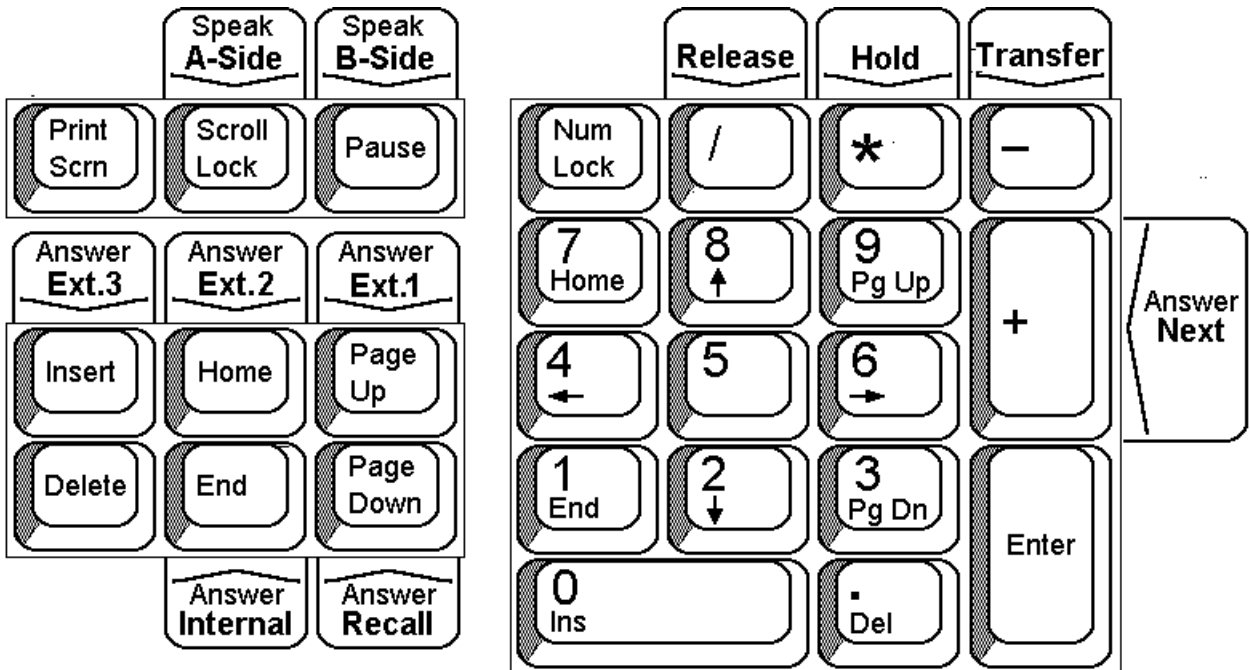 Speak
A-Side
Speak
B-Side
Print
Scrn
Scroll
Lock
Pause
Answer
Ext.3
Answer
Ext.2
Answer
Ext.1
Insert
Home
Page
Up
Delete
End
Page
Down
Answer
Internal
Answer
Recall
Release
Hold
Transfer
Num
Lock
/
*
–
7
Home
8
↑
9
Pg Up
+
Answer
Next
4
←
5
6
→
1
End
2
↓
3
Pg Dn
Enter
0
Ins
.
Del